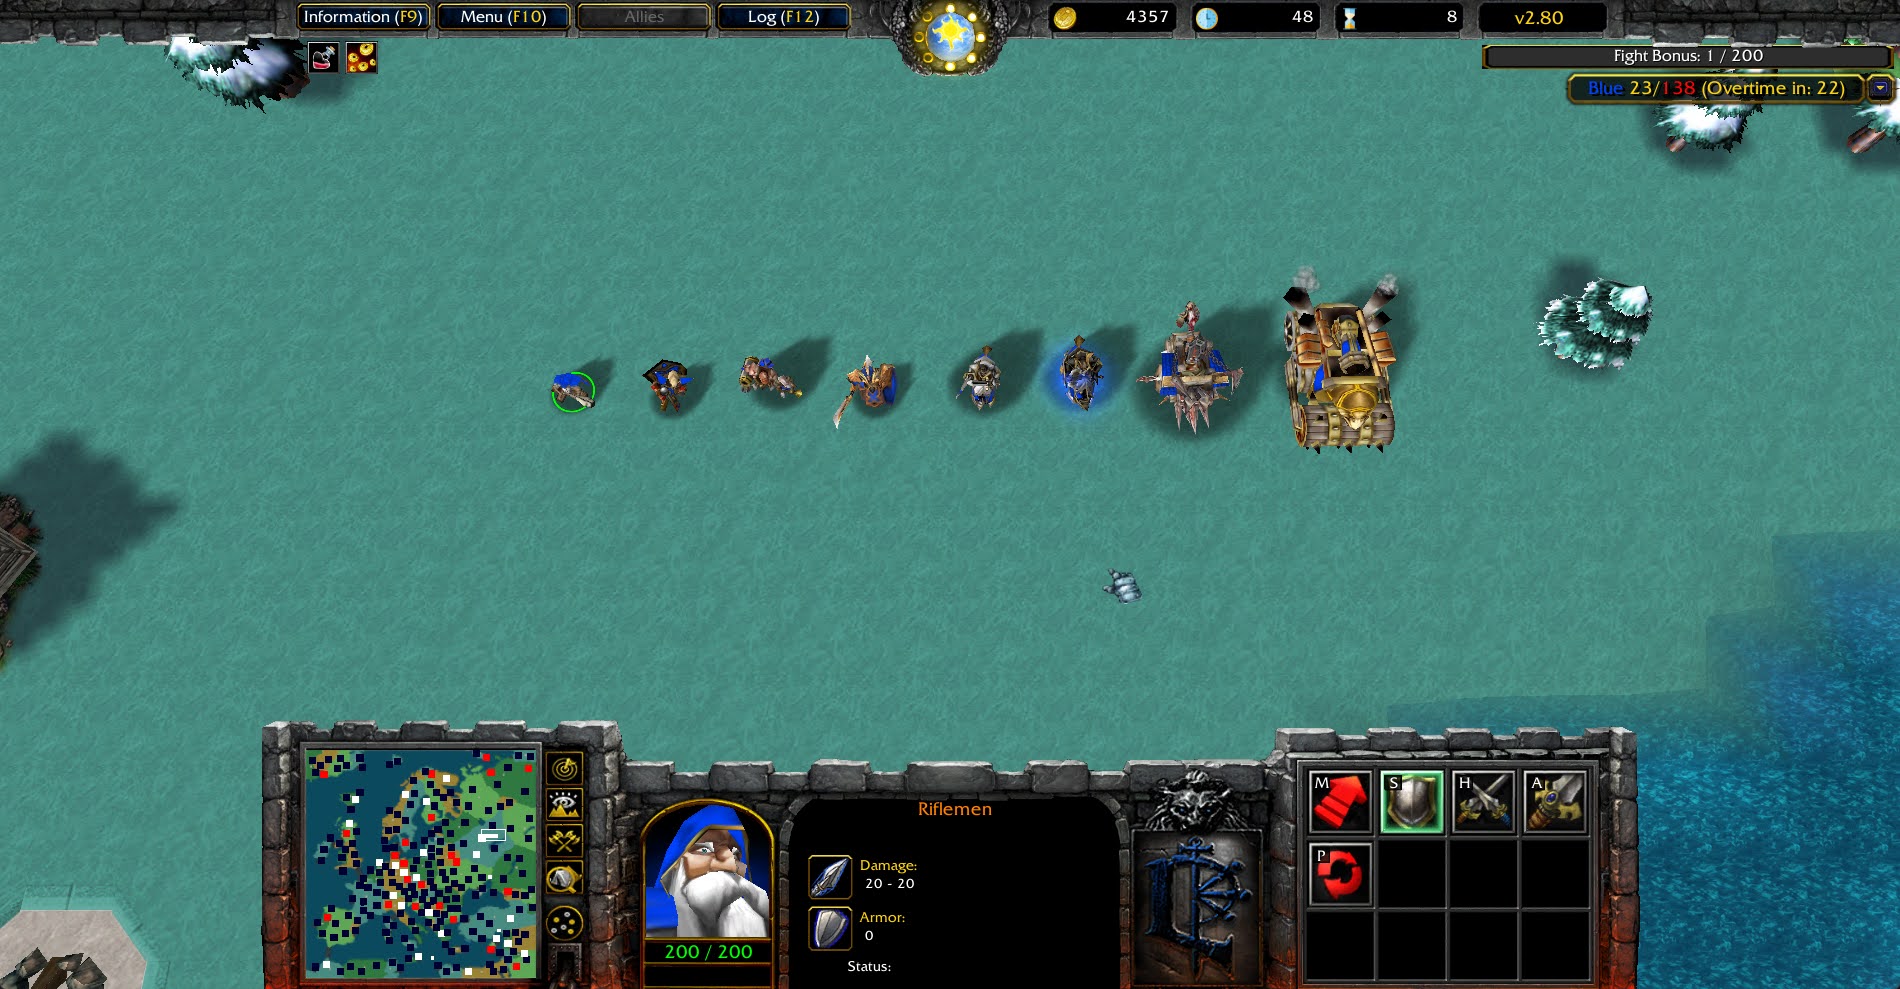 Information (F9)
Menu (F10)
Allies
Log (F12)
4357
48
8
v2.80
Fight Bonus: 1 / 200
Blue 23/138 (Overtime in: 22)
Riflemen
Damage:
20 - 20
Armor:
0
Status:
200 / 200
M
S
H
A
P